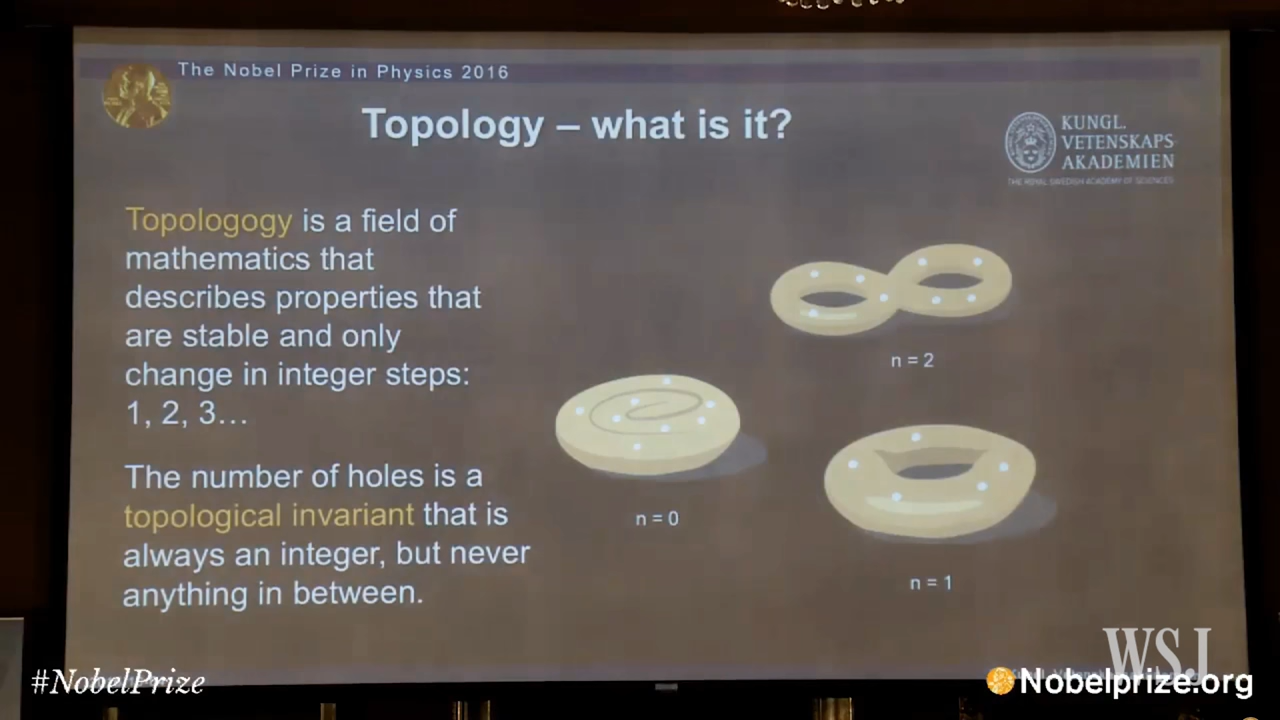 The Nobel Prize in Physics 2016
Topology – what is it?
KUNGL.
VETENSKAPS
AKADEMIEN
THE ROYAL SWEDISH ACADEMY OF SCIENCES
Topologogy is a field of
mathematics that
describes properties that
are stable and only
change in integer steps:
1, 2, 3...
The number of holes is a
topological invariant that is
always an integer, but never
anything in between.
n = 2
n = 0
n = 1
WSJ
#NobelPrize
Nobelprize.org